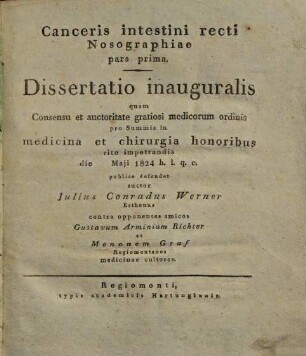 Canceris intestini recti
Nosographiae
pars prima.
Dissertatio inauguralis
quam
Consensu et auctoritate gratiosi medicorum ordinis
pro Summis in
medicina et chirurgia honoribus
rite impetrandis
die Maji 1824 h. l. q. c.
publice defendet
auctor
Julius Conradus Werner
Esthonus
contra opponentes amicos
Gustavum Arminium Richter
et
Mononem Graf
Regiomontanos
medicinae cultores.
Regiomonti,
typis academicis Hartungianis.